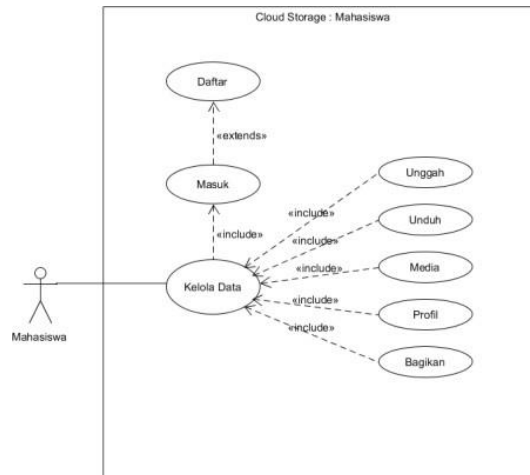 Cloud Storage : Mahasiswa
Daftar
«extends»
Masuk
«include»
Kelola Data
Mahasiswa
Unggah
«include»
Unduh
«include»
Media
«include»
Profil
«include»
Bagikan
«include»